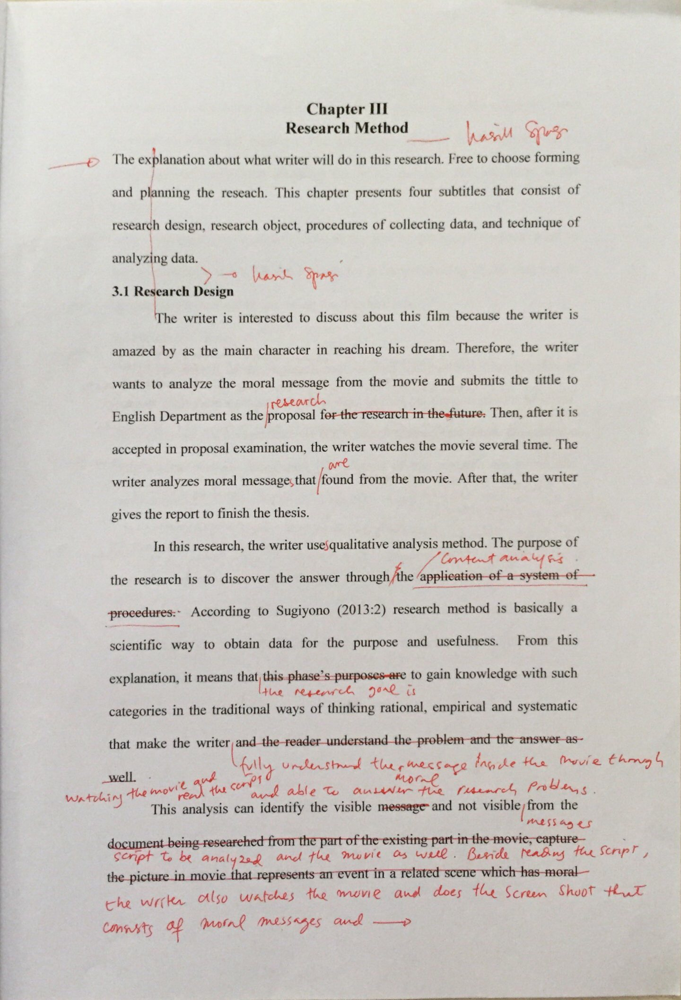 Chapter III
Research Method
kasih spasi
The explanation about what writer will do in this research. Free to choose forming
and planning the reseach. This chapter presents four subtitles that consist of
research design, research object, procedures of collecting data, and technique of
analyzing data.
kasih spasi
3.1 Research Design
The writer is interested to discuss about this film because the writer is
amazed by as the main character in reaching his dream. Therefore, the writer
wants to analyze the moral message from the movie and submits the tittle to
research
English Department as the proposal for the research in the future. Then, after it is
accepted in proposal examination, the writer watches the movie several time. The
are
writer analyzes moral messages that found from the movie. After that, the writer
gives the report to finish the thesis.
In this research, the writer uses qualitative analysis method. The purpose of
content analysis
the research is to discover the answer through the application of a system of
procedures. According to Sugiyono (2013:2) research method is basically a
scientific way to obtain data for the purpose and usefulness. From this
explanation, it means that this phase's purposes are to gain knowledge with such
the research goal is
categories in the traditional ways of thinking rational, empirical and systematic
that make the writer and the reader understand the problem and the answer as
fully understand the message inside the movie through
well.
moral
watching the movie and read the script and able to answer the research problems.
This analysis can identify the visible message and not visible from the
messages
document being researched from the part of the existing part in the movie, capture
script to be analyzed and the movie as well. Beside reading the script,
the picture in movie that represents an event in a related scene which has moral
the writer also watches the movie and does the screen shoot that
consists of moral messages and